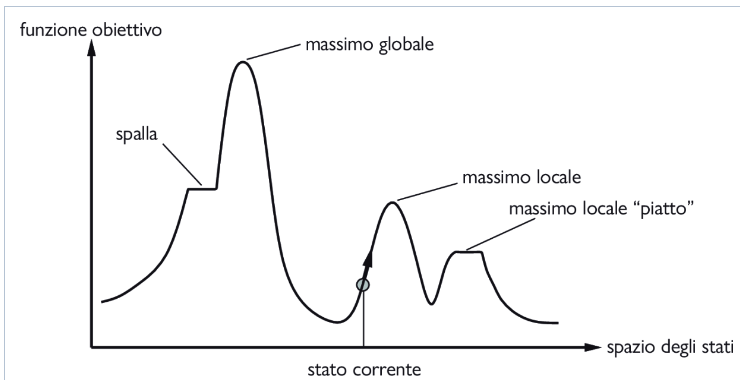 funzione obiettivo
massimo globale
spalla
massimo locale
massimo locale “piatto”
spazio degli stati
stato corrente